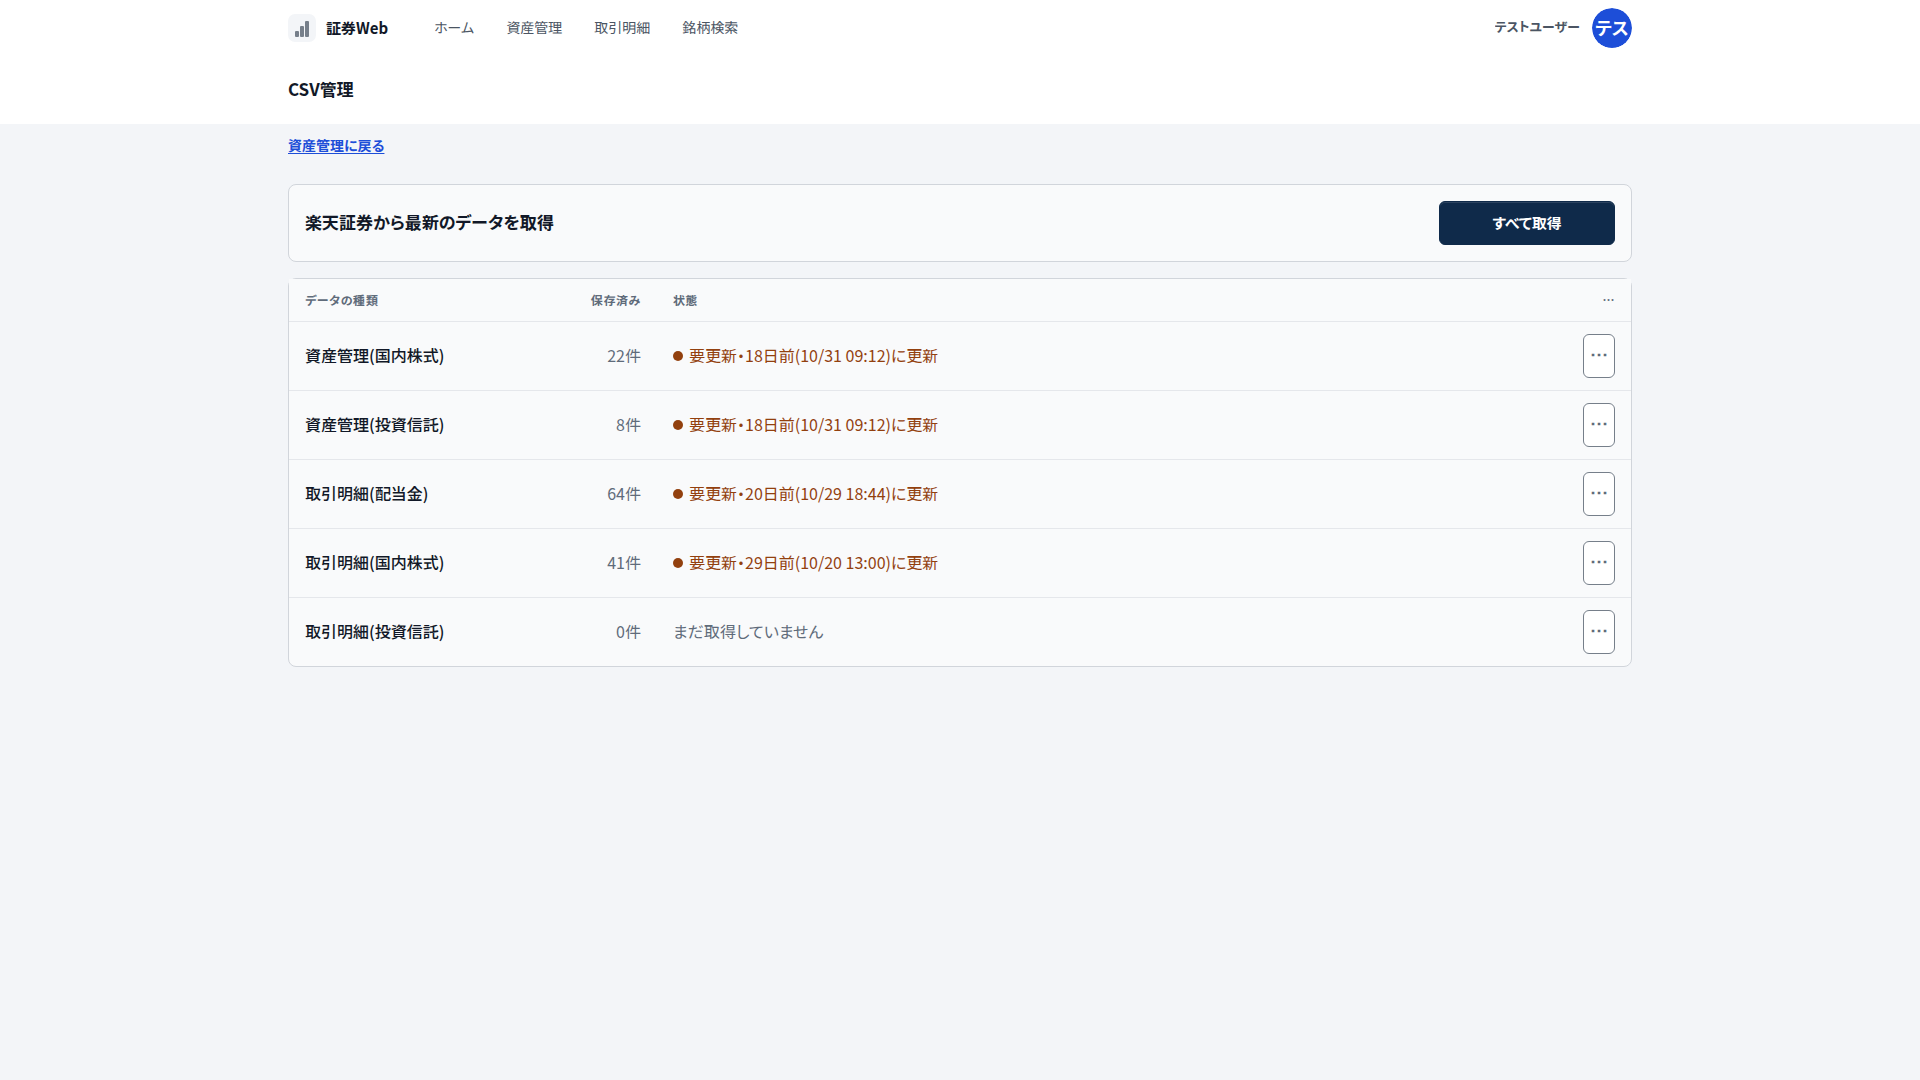 証券Web ホーム 資産管理 取引明細 銘柄検索 テストユーザー テス
CSV管理
資産管理に戻る
楽天証券から最新のデータを取得 すべて取得
データの種類 保存済み 状態 …
資産管理(国内株式) 22件 要更新・18日前(10/31 09:12)に更新 …
資産管理(投資信託) 8件 要更新・18日前(10/31 09:12)に更新 …
取引明細(配当金) 64件 要更新・20日前(10/29 18:44)に更新 …
取引明細(国内株式) 41件 要更新・29日前(10/20 13:00)に更新 …
取引明細(投資信託) 0件 まだ取得していません …